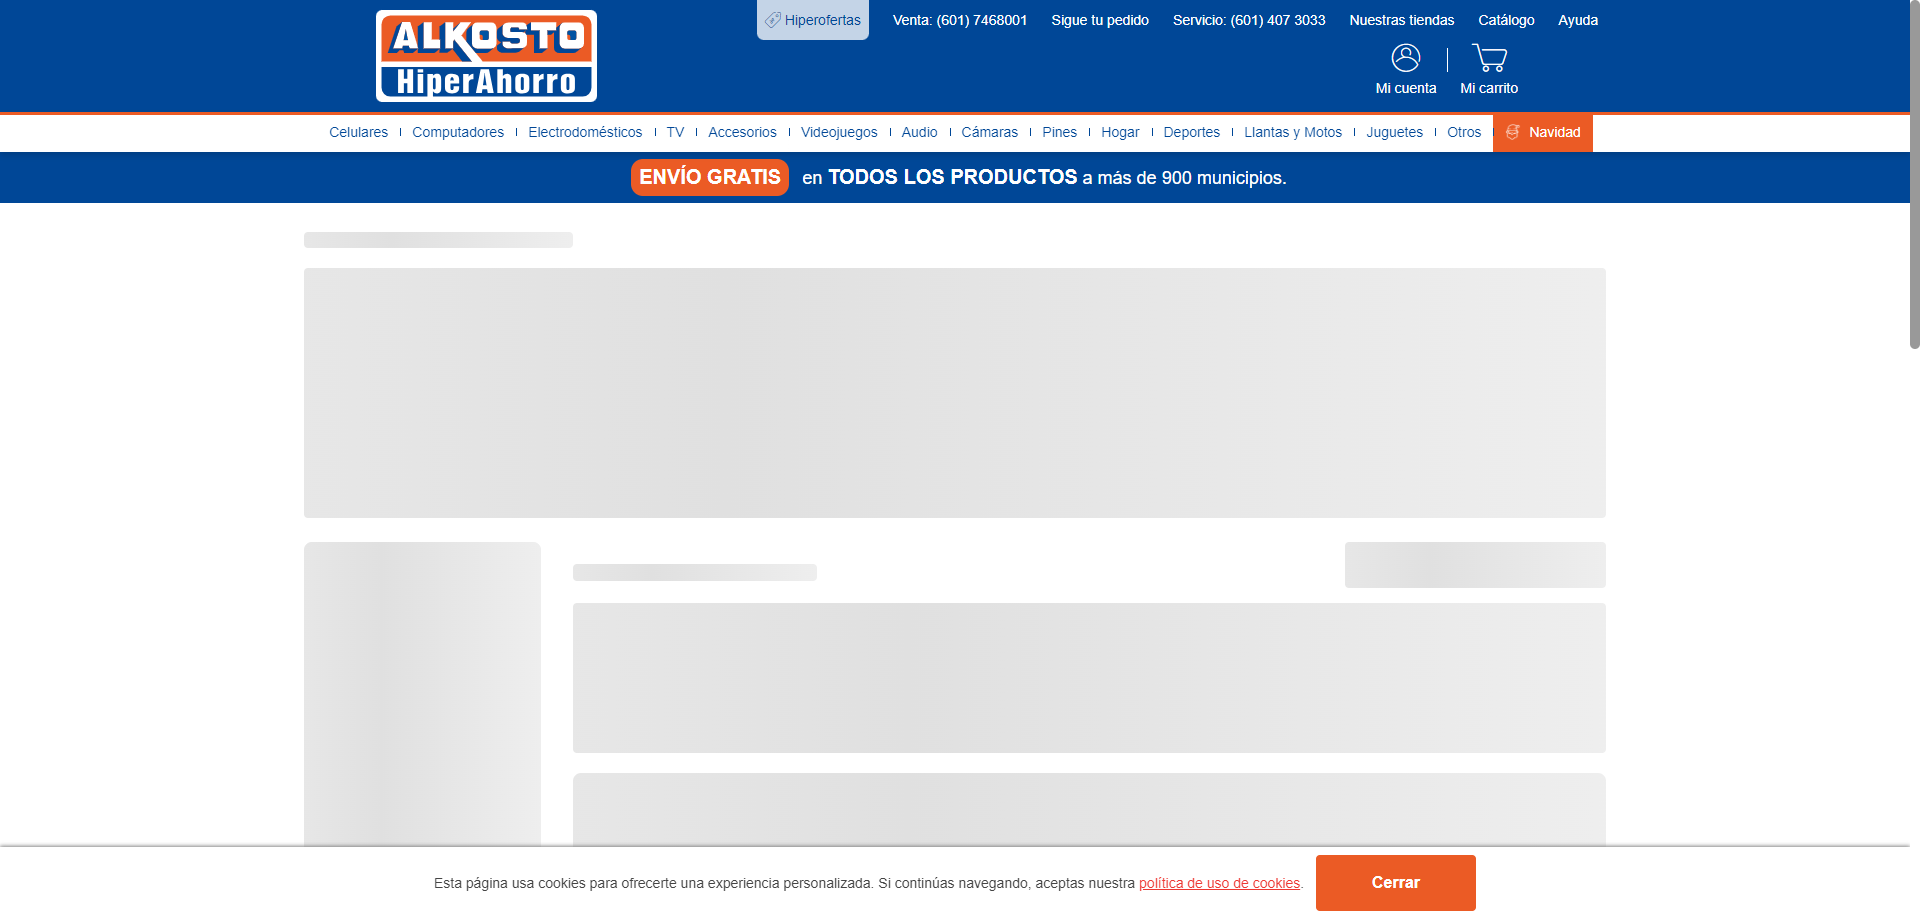 ALKOSTO
HiperAhorro
Hiperofertas
Venta: (601) 7468001
Sigue tu pedido
Servicio: (601) 407 3033
Nuestras tiendas
Catálogo
Ayuda
Mi cuenta
Mi carrito
Celulares
Computadores
Electrodomésticos
TV
Accesorios
Videojuegos
Audio
Cámaras
Pines
Hogar
Deportes
Llantas y Motos
Juguetes
Otros
Navidad
ENVÍO GRATIS en TODOS LOS PRODUCTOS a más de 900 municipios.
Esta página usa cookies para ofrecerte una experiencia personalizada. Si continúas navegando, aceptas nuestra política de uso de cookies.
Cerrar